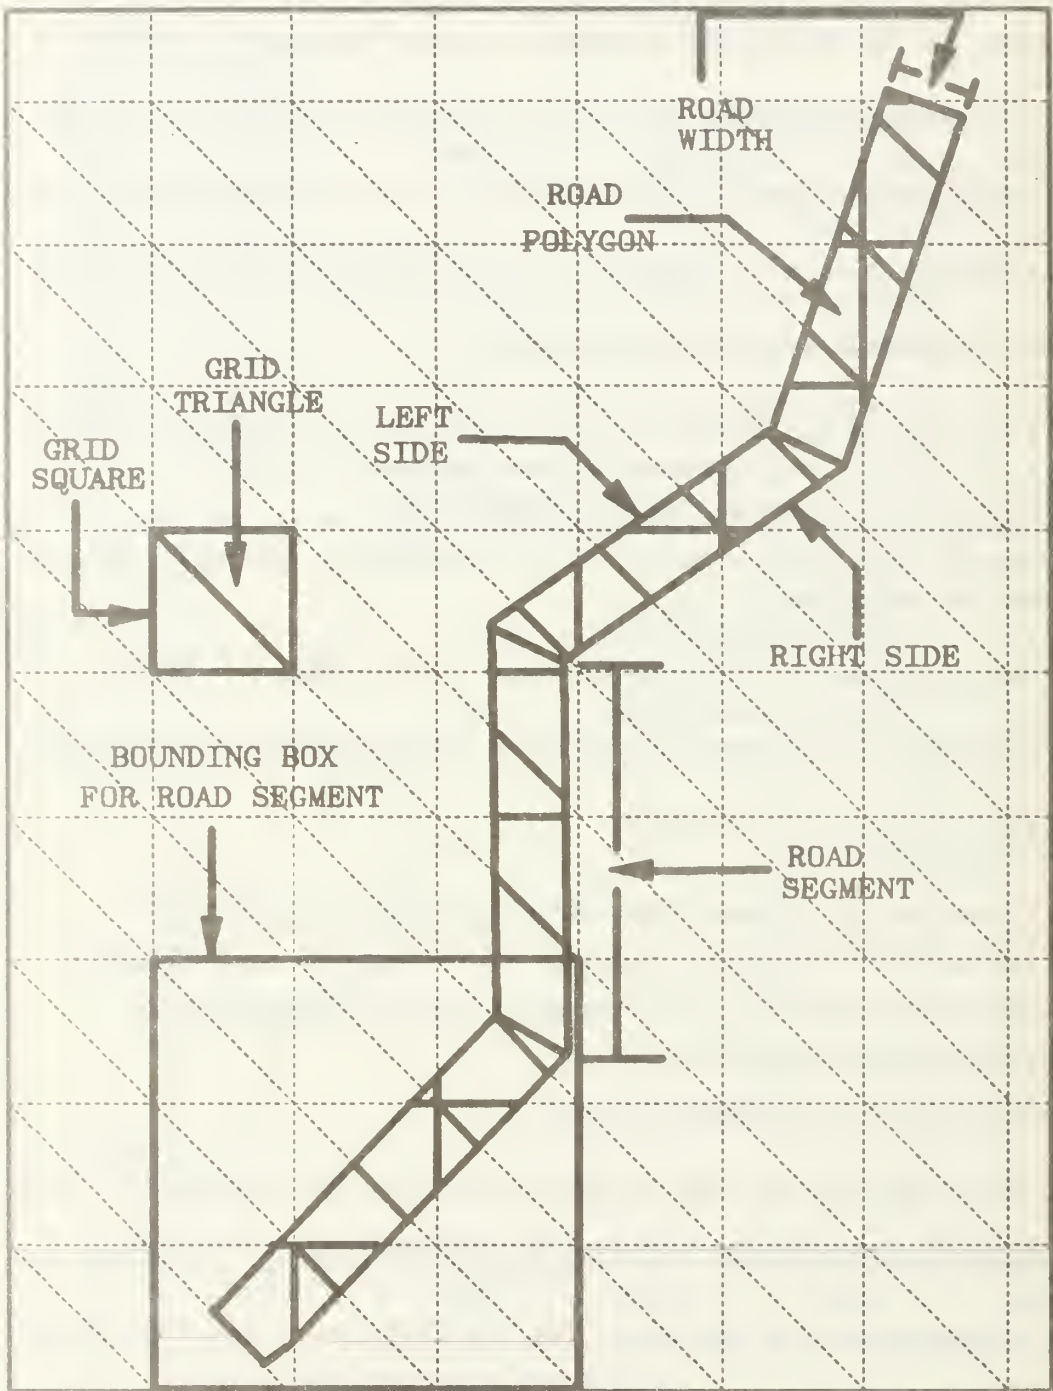 ROAD
WIDTH
ROAD
POLYGON
GRID
TRIANGLE
LEFT
SIDE
GRID
SQUARE
RIGHT SIDE
BOUNDING BOX
FOR ROAD SEGMENT
ROAD
SEGMENT